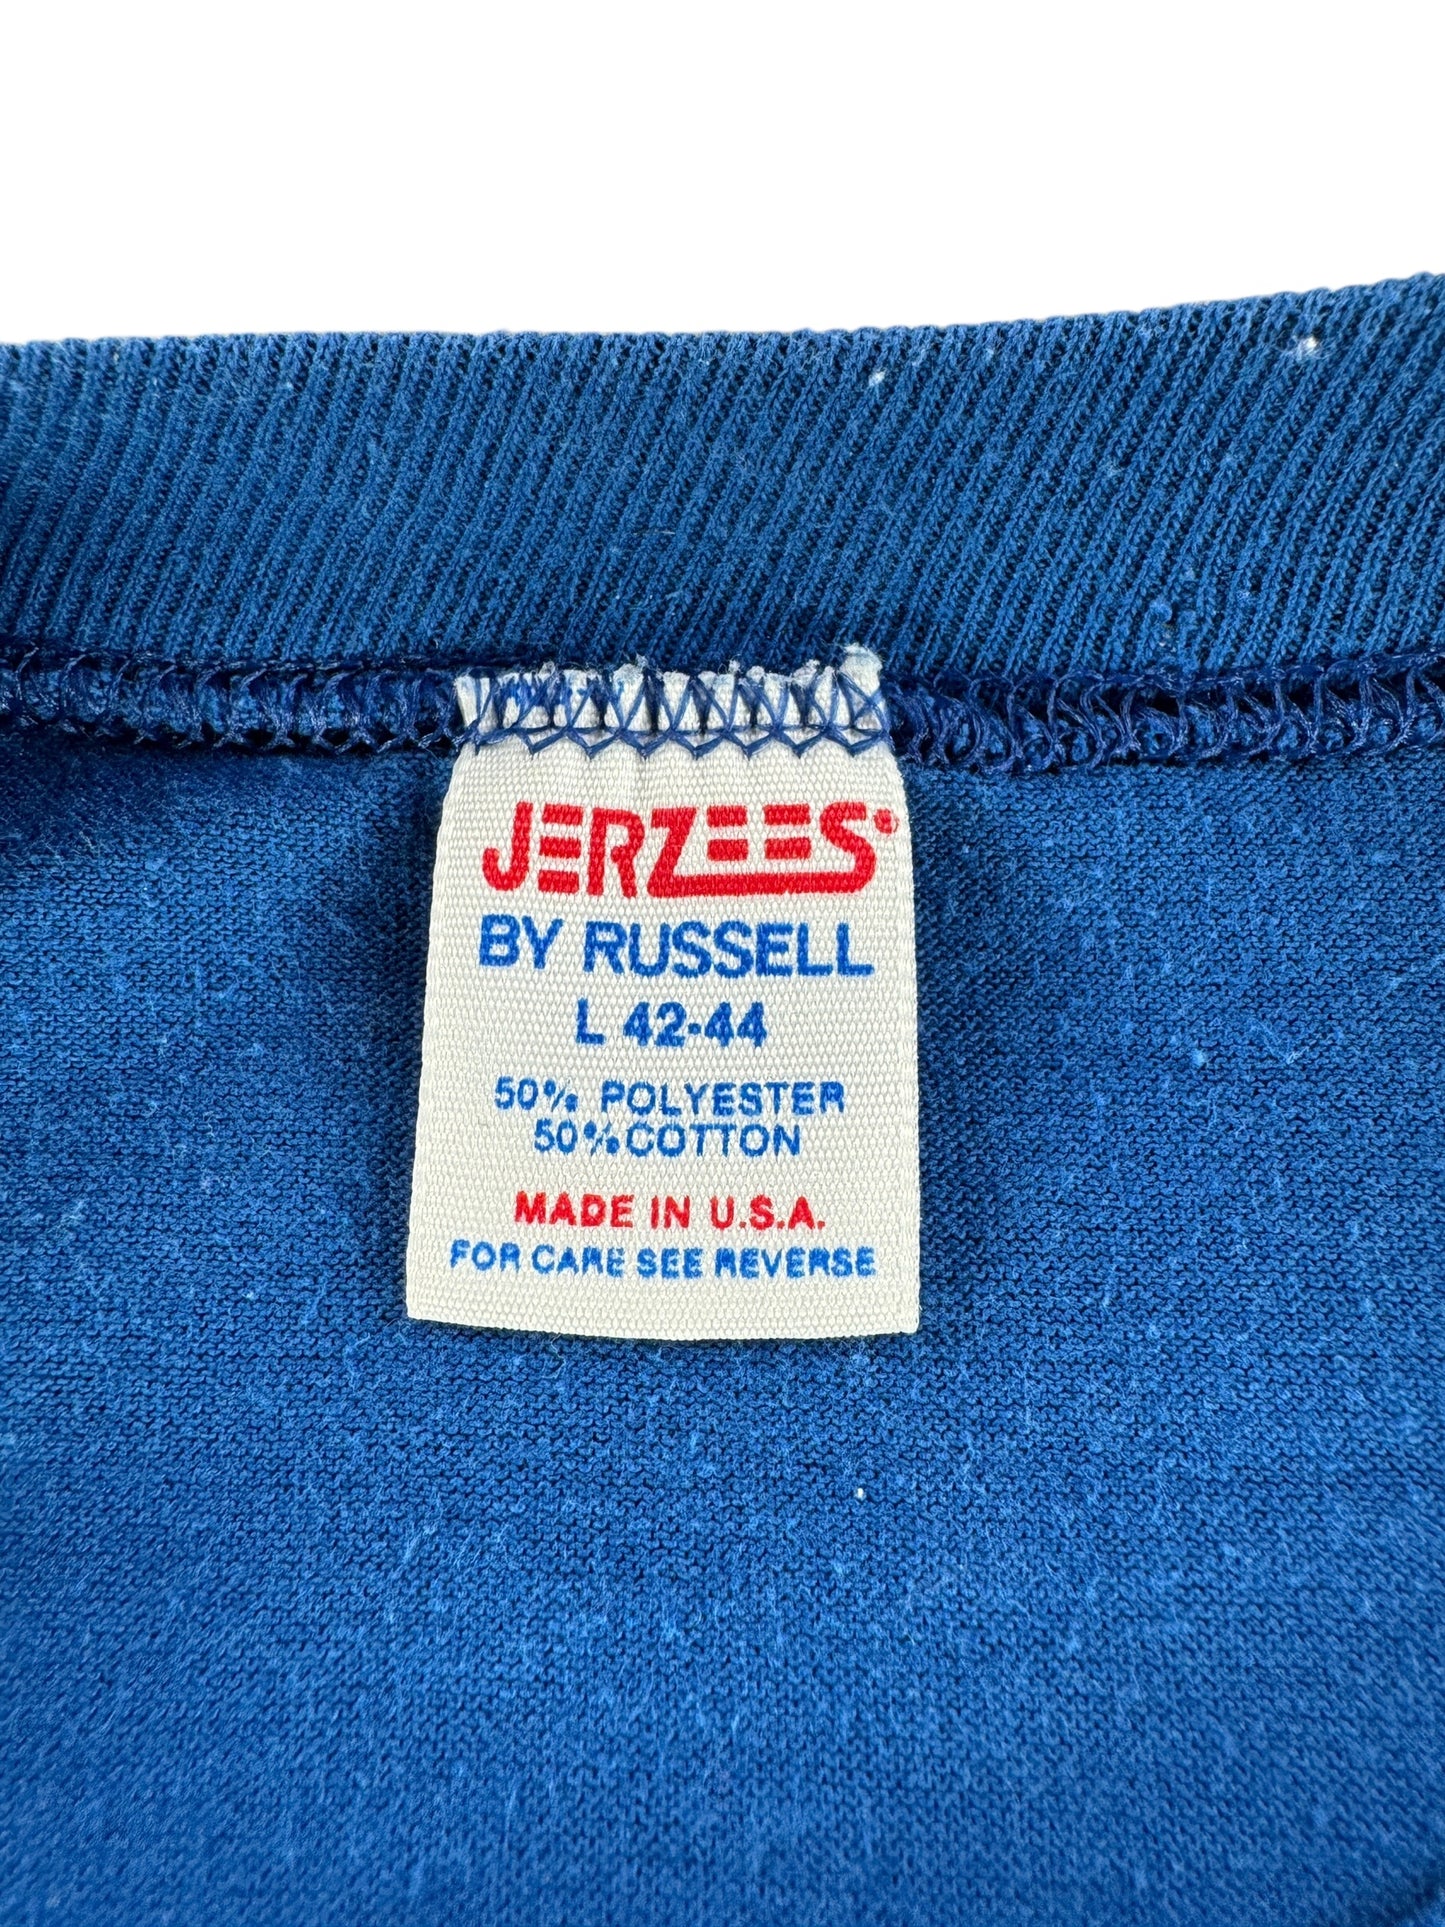 JERZEES®
BY RUSSELL
L 42-44
50% POLYESTER
50% COTTON
MADE IN U.S.A.
FOR CARE SEE REVERSE